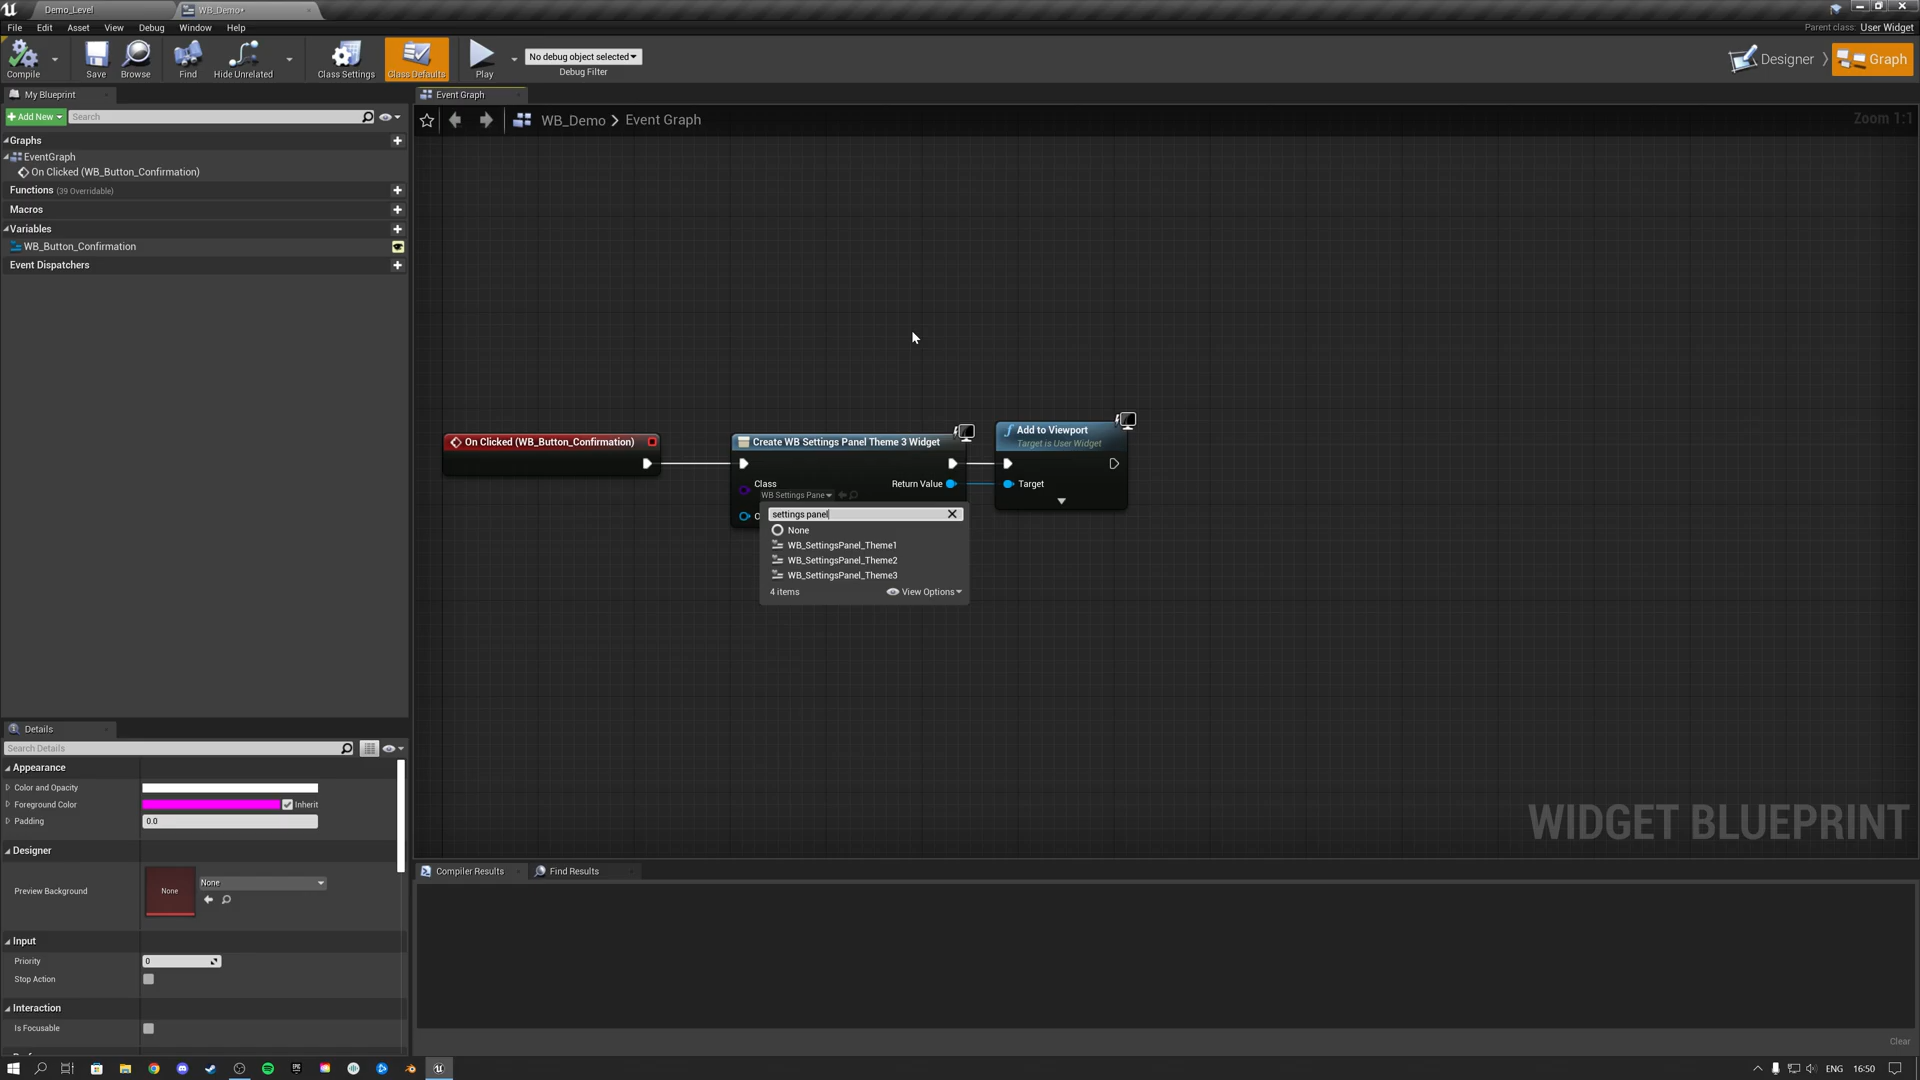 Demo_Level
WB_Demo*
File Edit Asset View Debug Window Help
Parent class: User Widget
Compile
Save
Browse
Find
Hide Unrelated
Class Settings
Class Defaults
Play
No debug object selected
Debug Filter
Designer
Graph
My Blueprint
Add New
Search
Graphs
EventGraph
On Clicked (WB_Button_Confirmation)
Functions (39 Overridable)
Macros
Variables
WB_Button_Confirmation
Event Dispatchers
Event Graph
WB_Demo > Event Graph
Zoom 1:1
On Clicked (WB_Button_Confirmation)
Create WB Settings Panel Theme 3 Widget
Class
WB Settings Pane
Return Value
Add to Viewport
Target is User Widget
Target
settings panel
None
WB_SettingsPanel_Theme1
WB_SettingsPanel_Theme2
WB_SettingsPanel_Theme3
4 items
View Options
WIDGET BLUEPRINT
Details
Search Details
Appearance
Color and Opacity
Foreground Color
Inherit
Padding
0.0
Designer
Preview Background
None
None
Input
Priority
0
Stop Action
Interaction
Is Focusable
Compiler Results
Find Results
Clear
ENG
16:50